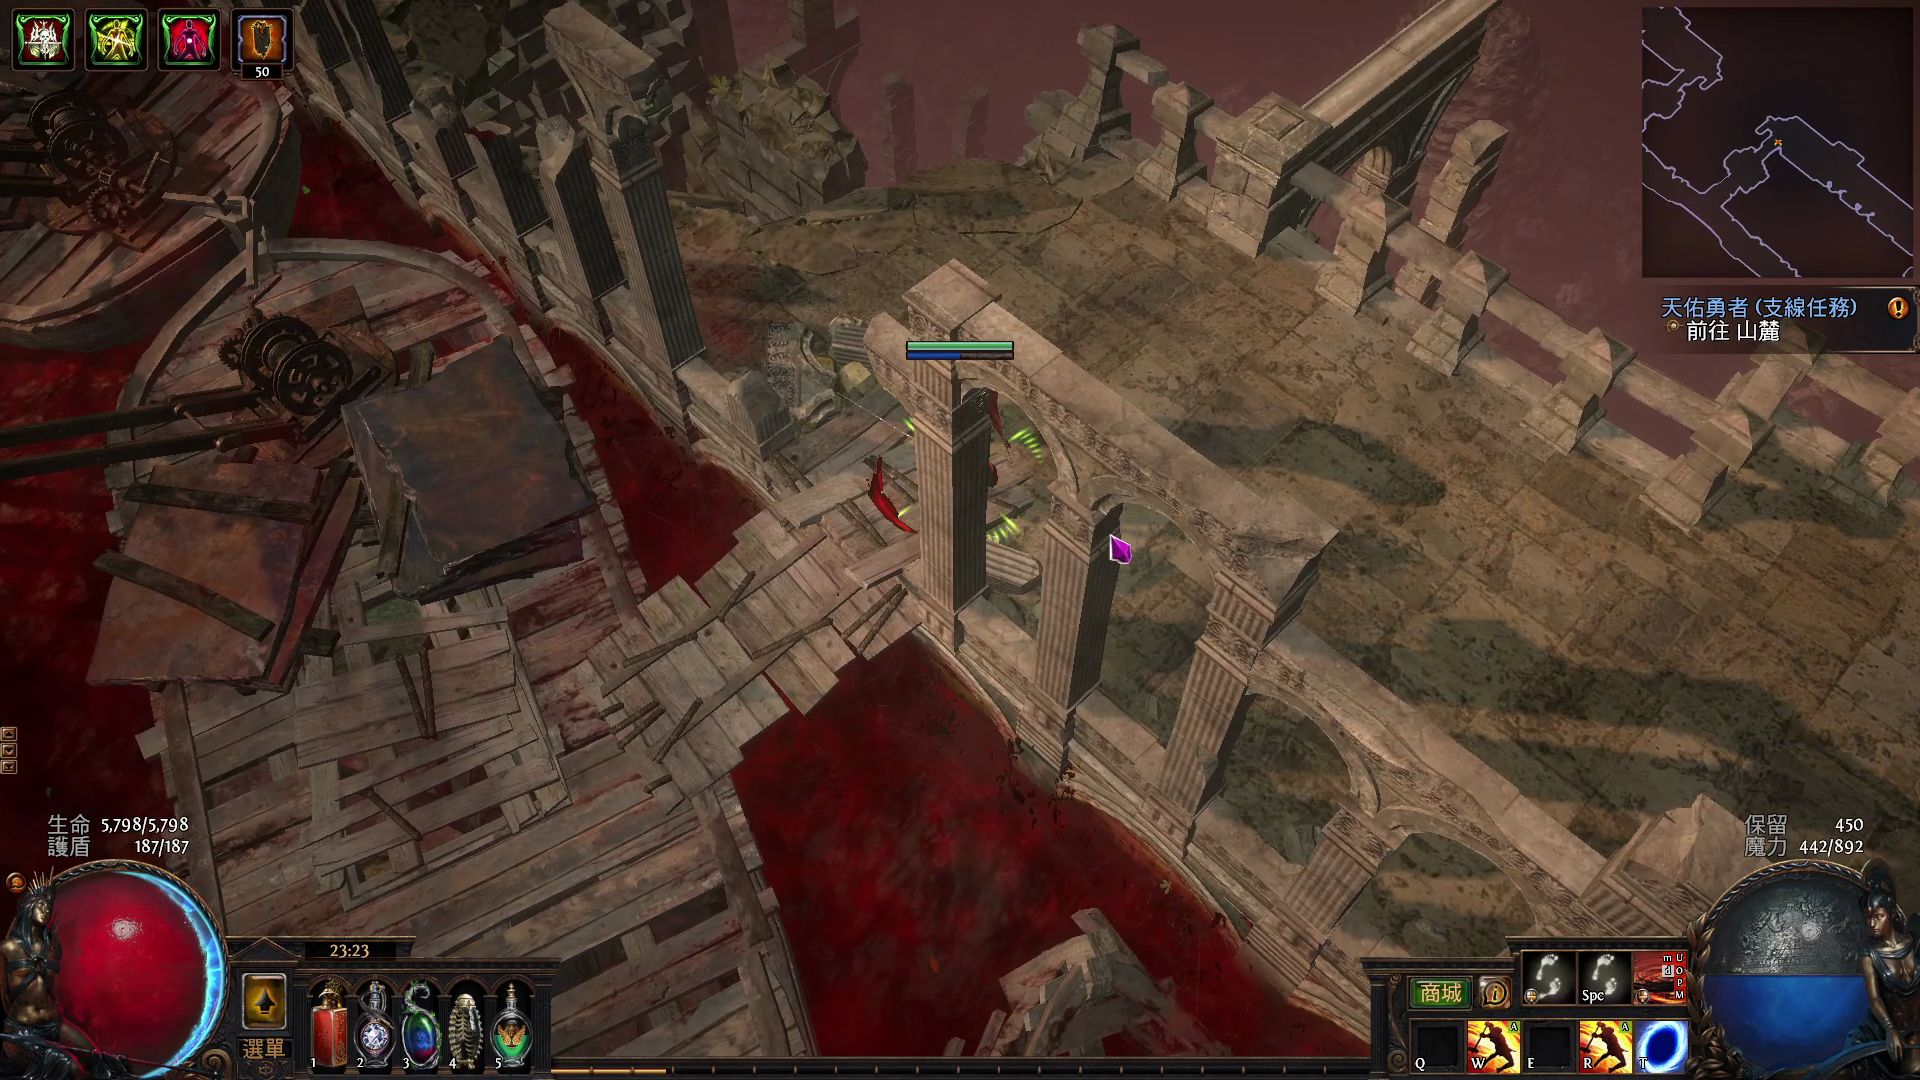 50
天佑勇者 (支線任務)
前往 山麓
生命 5,798/5,798
護盾 187/187
保留 450
魔力 442/892
23:23
選單
1 2 3 4 5
商城
Spc
m U
d O
P
M
Q W A E R A T